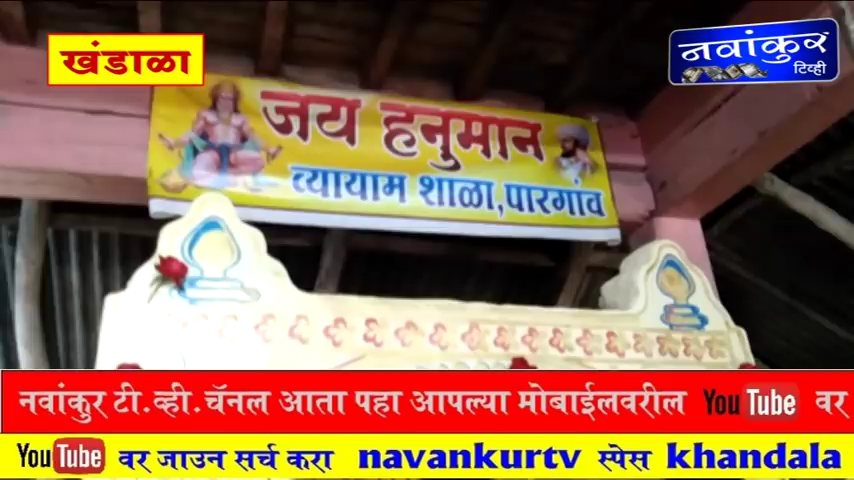 खंडाळा
नवांकुर
टिव्ही
जय हनुमान
व्यायाम शाळा,पारगांव
नवांकुर टी.व्ही.चॅनल आता पहा आपल्या मोबाईलवरील YouTube वर
YouTube वर जाउन सर्च करा navankurtv स्पेस khandala